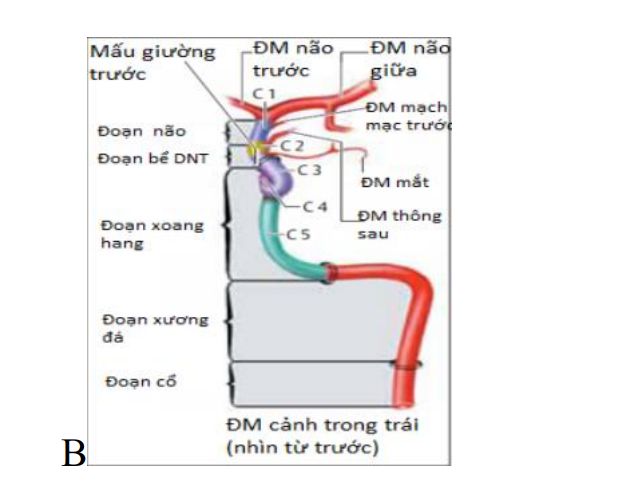 Mấu giường
trước
ĐM não
trước
ĐM não
giữa
C 1
ĐM mạch
mạc trước
Đoạn não
C 2
Đoạn bể DNT
C 3
ĐM mắt
C 4
ĐM thông
sau
Đoạn xoang
hang
C 5
Đoạn xương
đá
Đoạn cổ
ĐM cảnh trong trái
(nhìn từ trước)
B